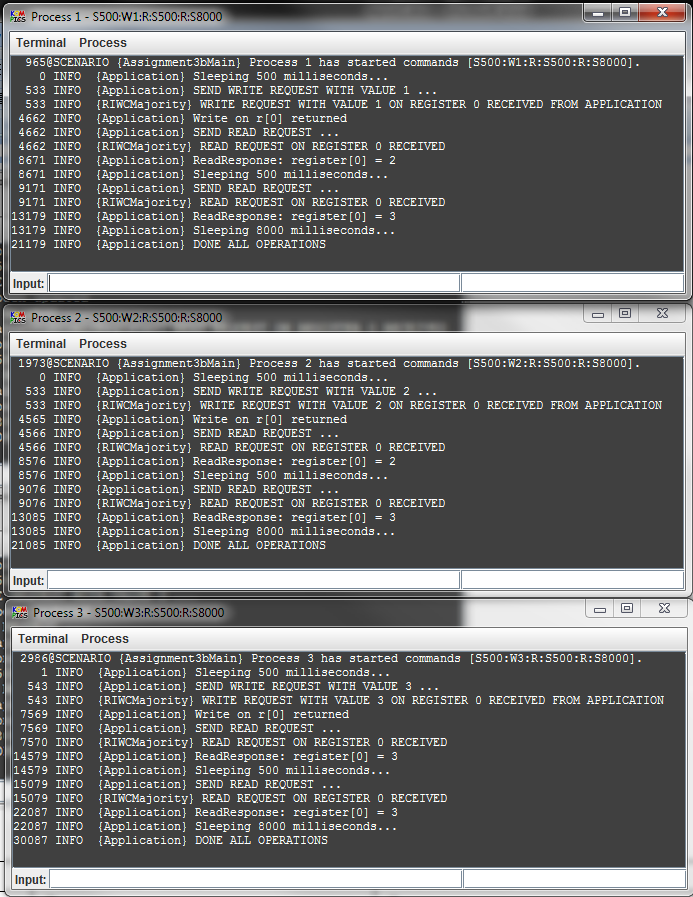 Process 1 - S500:W1:R:S500:R:S8000
Terminal Process
965@SCENARIO {Assignment3bMain} Process 1 has started commands [S500:W1:R:S500:R:S8000].
0 INFO {Application} Sleeping 500 milliseconds...
533 INFO {Application} SEND WRITE REQUEST WITH VALUE 1 ...
533 INFO {RIWCMajority} WRITE REQUEST WITH VALUE 1 ON REGISTER 0 RECEIVED FROM APPLICATION
4662 INFO {Application} Write on r[0] returned
4662 INFO {Application} SEND READ REQUEST ...
4662 INFO {RIWCMajority} READ REQUEST ON REGISTER 0 RECEIVED
8671 INFO {Application} ReadResponse: register[0] = 2
8671 INFO {Application} Sleeping 500 milliseconds...
9171 INFO {Application} SEND READ REQUEST ...
9171 INFO {RIWCMajority} READ REQUEST ON REGISTER 0 RECEIVED
13179 INFO {Application} ReadResponse: register[0] = 3
13179 INFO {Application} Sleeping 8000 milliseconds...
21179 INFO {Application} DONE ALL OPERATIONS
Input:
Process 2 - S500:W2:R:S500:R:S8000
Terminal Process
1973@SCENARIO {Assignment3bMain} Process 2 has started commands [S500:W2:R:S500:R:S8000].
0 INFO {Application} Sleeping 500 milliseconds...
533 INFO {Application} SEND WRITE REQUEST WITH VALUE 2 ...
533 INFO {RIWCMajority} WRITE REQUEST WITH VALUE 2 ON REGISTER 0 RECEIVED FROM APPLICATION
4565 INFO {Application} Write on r[0] returned
4566 INFO {Application} SEND READ REQUEST ...
4566 INFO {RIWCMajority} READ REQUEST ON REGISTER 0 RECEIVED
8576 INFO {Application} ReadResponse: register[0] = 2
8576 INFO {Application} Sleeping 500 milliseconds...
9076 INFO {Application} SEND READ REQUEST ...
9076 INFO {RIWCMajority} READ REQUEST ON REGISTER 0 RECEIVED
13085 INFO {Application} ReadResponse: register[0] = 3
13085 INFO {Application} Sleeping 8000 milliseconds...
21085 INFO {Application} DONE ALL OPERATIONS
Input:
Process 3 - S500:W3:R:S500:R:S8000
Terminal Process
2986@SCENARIO {Assignment3bMain} Process 3 has started commands [S500:W3:R:S500:R:S8000].
1 INFO {Application} Sleeping 500 milliseconds...
543 INFO {Application} SEND WRITE REQUEST WITH VALUE 3 ...
543 INFO {RIWCMajority} WRITE REQUEST WITH VALUE 3 ON REGISTER 0 RECEIVED FROM APPLICATION
7569 INFO {Application} Write on r[0] returned
7569 INFO {Application} SEND READ REQUEST ...
7570 INFO {RIWCMajority} READ REQUEST ON REGISTER 0 RECEIVED
14579 INFO {Application} ReadResponse: register[0] = 3
14579 INFO {Application} Sleeping 500 milliseconds...
15079 INFO {Application} SEND READ REQUEST ...
15079 INFO {RIWCMajority} READ REQUEST ON REGISTER 0 RECEIVED
22087 INFO {Application} ReadResponse: register[0] = 3
22087 INFO {Application} Sleeping 8000 milliseconds...
30087 INFO {Application} DONE ALL OPERATIONS
Input: